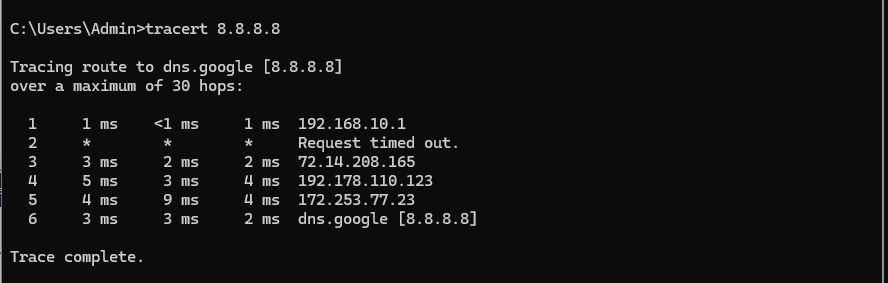 C:\Users\Admin>tracert 8.8.8.8
Tracing route to dns.google [8.8.8.8]
over a maximum of 30 hops:
1 1 ms <1 ms 1 ms 192.168.10.1
2 * * * Request timed out.
3 3 ms 2 ms 2 ms 72.14.208.165
4 5 ms 3 ms 4 ms 192.178.110.123
5 4 ms 9 ms 4 ms 172.253.77.23
6 3 ms 3 ms 2 ms dns.google [8.8.8.8]
Trace complete.